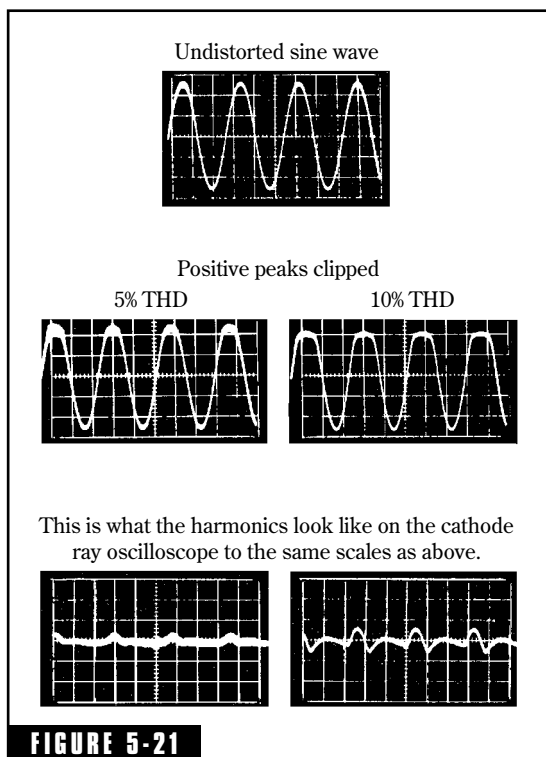 Undistorted sine wave
Positive peaks clipped
5% THD
10% THD
This is what the harmonics look like on the cathode
ray oscilloscope to the same scales as above.
FIGURE 5-21